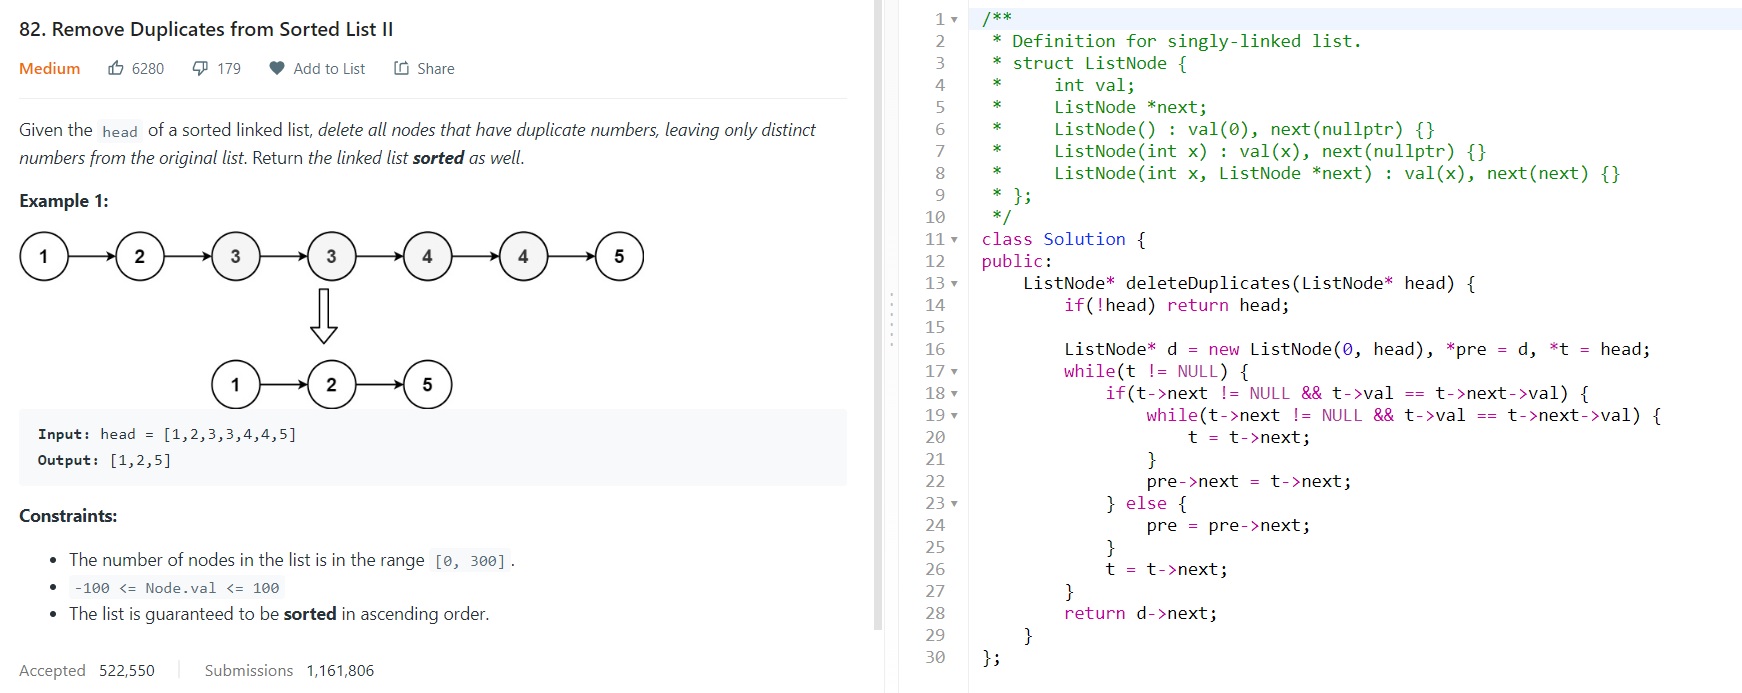 82. Remove Duplicates from Sorted List II
Medium 6280 179 Add to List Share
Given the head of a sorted linked list, delete all nodes that have duplicate numbers, leaving only distinct
numbers from the original list. Return the linked list sorted as well.
Example 1:
1 2 3 3 4 4 5
1 2 5
Input: head = [1,2,3,3,4,4,5]
Output: [1,2,5]
Constraints:
• The number of nodes in the list is in the range [0, 300].
• -100 <= Node.val <= 100
• The list is guaranteed to be sorted in ascending order.
Accepted 522,550 Submissions 1,161,806
1 /**
2  * Definition for singly-linked list.
3  * struct ListNode {
4  *     int val;
5  *     ListNode *next;
6  *     ListNode() : val(0), next(nullptr) {}
7  *     ListNode(int x) : val(x), next(nullptr) {}
8  *     ListNode(int x, ListNode *next) : val(x), next(next) {}
9  * };
10  */
11 class Solution {
12 public:
13     ListNode* deleteDuplicates(ListNode* head) {
14         if(!head) return head;
15
16         ListNode* d = new ListNode(0, head), *pre = d, *t = head;
17         while(t != NULL) {
18             if(t->next != NULL && t->val == t->next->val) {
19                 while(t->next != NULL && t->val == t->next->val) {
20                     t = t->next;
21                 }
22                 pre->next = t->next;
23             } else {
24                 pre = pre->next;
25             }
26             t = t->next;
27         }
28         return d->next;
29     }
30 };